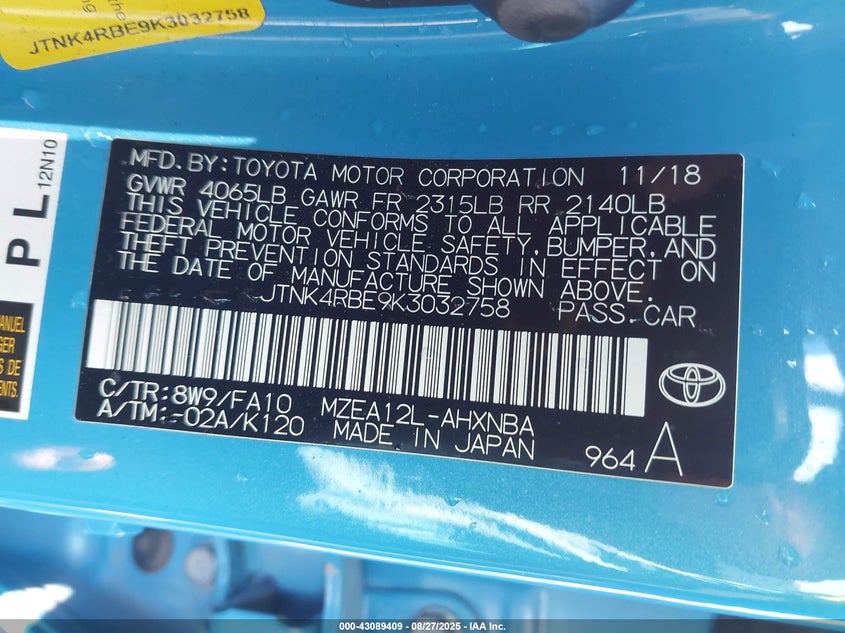 JTNK4RBE9K3032758
PL
12N10
MANUEL
MFD. BY: TOYOTA MOTOR CORPORATION 11/18
GVWR 4065LB GAWR FR 2315LB RR 2140LB
THIS VEHICLE CONFORMS TO ALL APPLICABLE
FEDERAL MOTOR VEHICLE SAFETY, BUMPER, AND
THEFT PREVENTION STANDARDS IN EFFECT ON
THE DATE OF MANUFACTURE SHOWN ABOVE.
JTNK4RBE9K3032758 PASS. CAR
C/TR: 8W9/FA10 MZEA12L-AHXNBA
A/TM: -02A/K120 MADE IN JAPAN
964 A
000-43089409 | 08/27/2025 - IAA Inc.